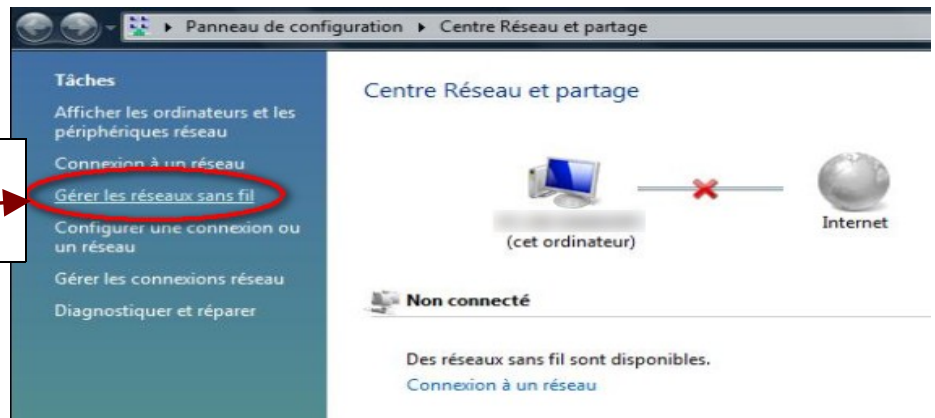 Panneau de configuration ▸ Centre Réseau et partage
Tâches
Afficher les ordinateurs et les
périphériques réseau
Connexion à un réseau
Gérer les réseaux sans fil
Configurer une connexion ou
un réseau
Gérer les connexions réseau
Diagnostiquer et réparer
Centre Réseau et partage
(cet ordinateur)
Internet
Non connecté
Des réseaux sans fil sont disponibles.
Connexion à un réseau